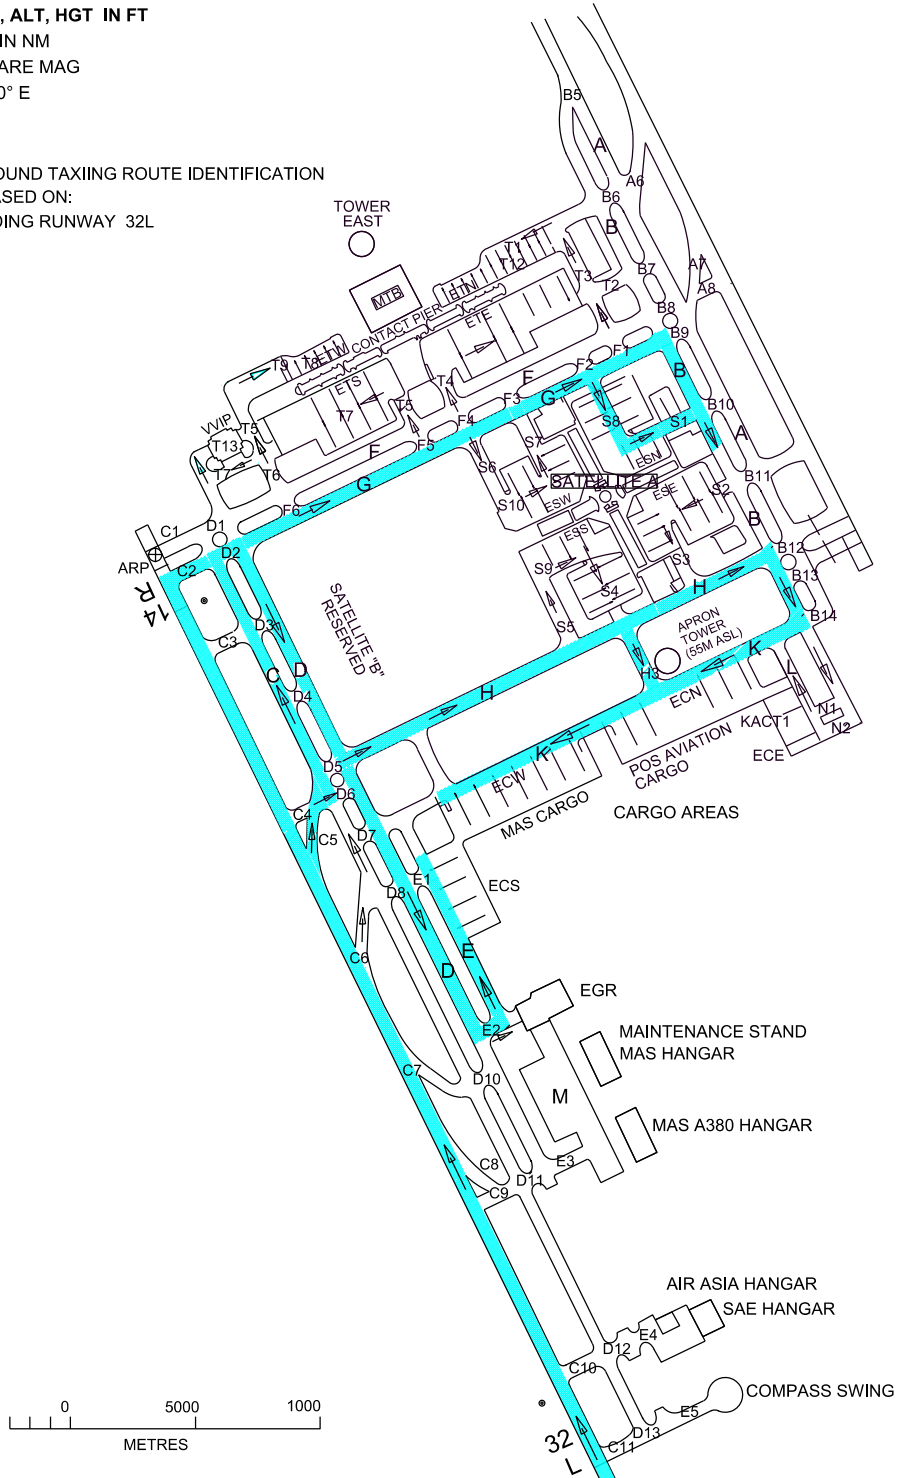 , ALT, HGT IN FT
IN NM
ARE MAG
0° E
OUND TAXIING ROUTE IDENTIFICATION
ASED ON:
DING RUNWAY 32L
TOWER
EAST
MTB
CONTACT PIER
B5
A
A6
B6
B
B7
A7
A8
B8
B9
B
B10
A
B11
B
B12
B13
B14
T1
T12
T3
T2
ETN
ETE
ETW
T8
T9
ETS
T7
T5
T4
F
F1
F2
F3
F4
F5
F
F6
G
G
VVIP
T5
T13
T7
T6
S8
S1
ESN
S7
S6
S10
SATELLITE A
ESW
ESE
S2
ESS
S3
S9
S4
S5
C1
D1
ARP
C2
D2
14
R
C3
D3
D
C
D4
D5
D6
C4
C5
D7
SATELLITE "B"
RESERVED
H
H
H3
APRON
TOWER
(55M ASL)
K
K
L
N1
N2
KACT1
ECE
ECN
ECW
POS AVIATION
CARGO
MAS CARGO
CARGO AREAS
E1
D8
ECS
E
D
C6
E2
EGR
MAINTENANCE STAND
MAS HANGAR
C7
D10
M
MAS A380 HANGAR
C8
C9
D11
E3
AIR ASIA HANGAR
SAE HANGAR
E4
D12
C10
COMPASS SWING
E5
D13
C11
32
L
0 5000 1000
METRES